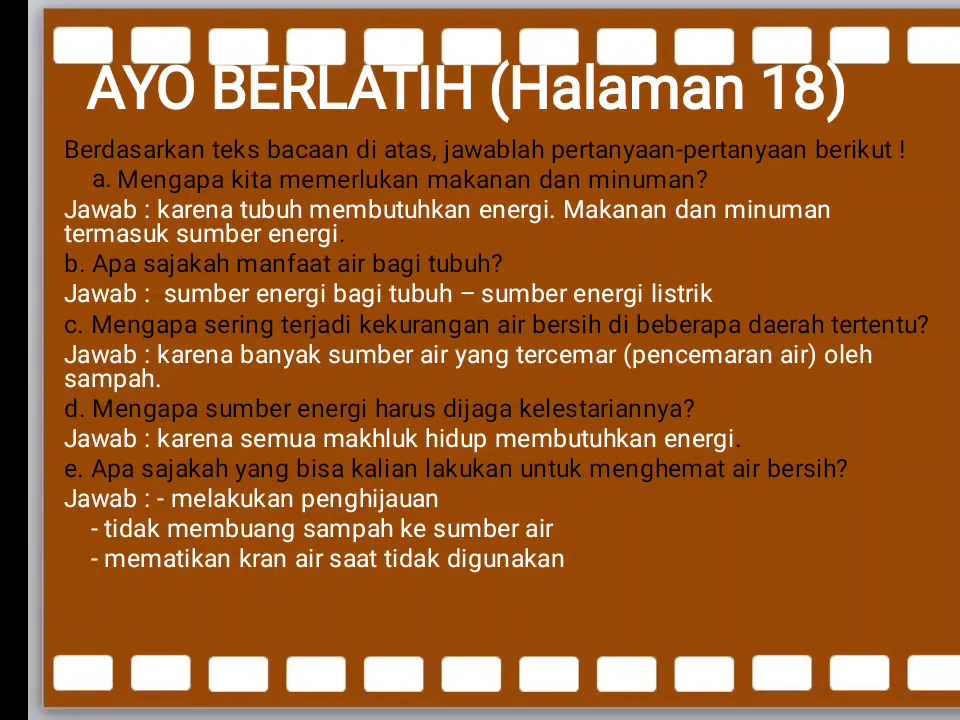 AYO BERLATIH (Halaman 18)
Berdasarkan teks bacaan di atas, jawablah pertanyaan-pertanyaan berikut !
a. Mengapa kita memerlukan makanan dan minuman?
Jawab : karena tubuh membutuhkan energi. Makanan dan minuman
termasuk sumber energi.
b. Apa sajakah manfaat air bagi tubuh?
Jawab :  sumber energi bagi tubuh – sumber energi listrik
c. Mengapa sering terjadi kekurangan air bersih di beberapa daerah tertentu?
Jawab : karena banyak sumber air yang tercemar (pencemaran air) oleh
sampah.
d. Mengapa sumber energi harus dijaga kelestariannya?
Jawab : karena semua makhluk hidup membutuhkan energi.
e. Apa sajakah yang bisa kalian lakukan untuk menghemat air bersih?
Jawab : - melakukan penghijauan
- tidak membuang sampah ke sumber air
- mematikan kran air saat tidak digunakan